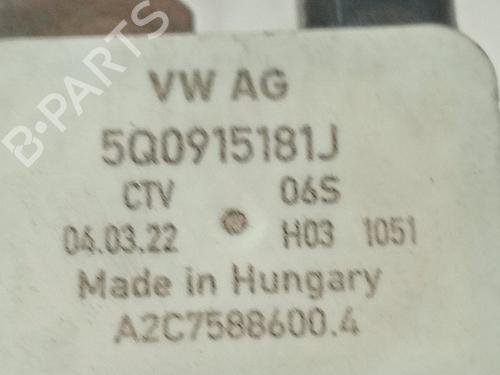 B-PARTS
VW AG
5Q0915181J
CTV 06S
04.03.22 H03 1051
Made in Hungary
A2C7588600.4